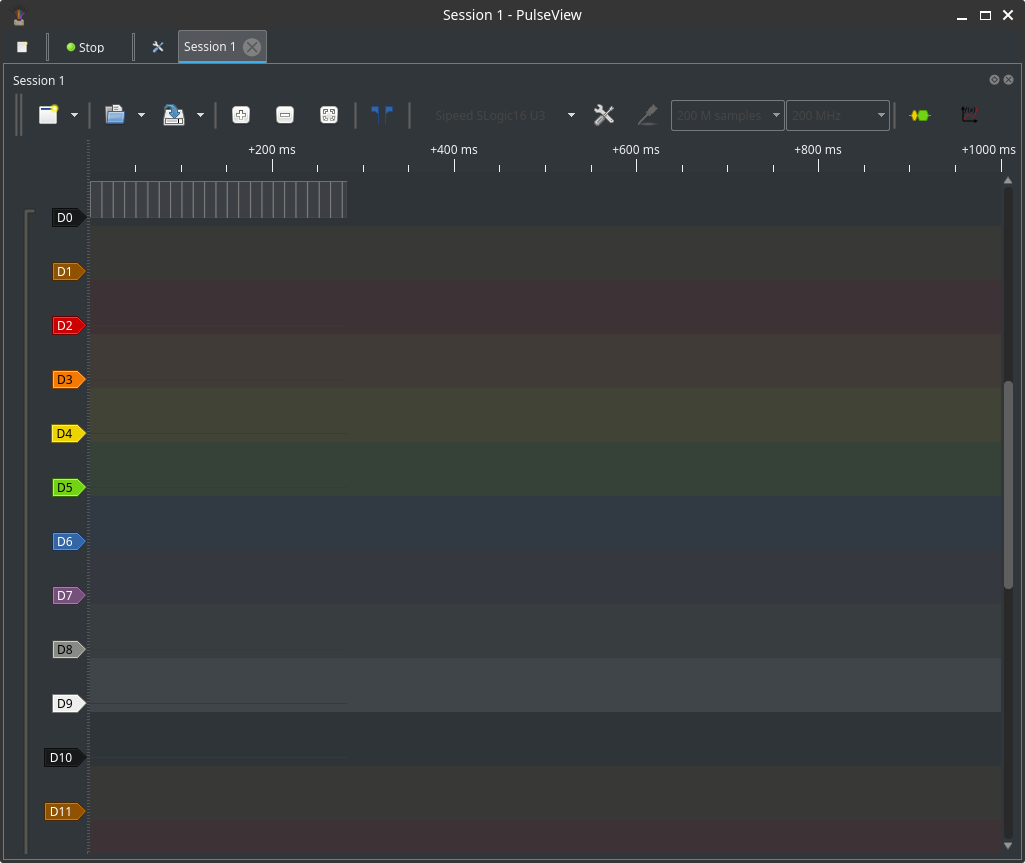 Session 1 - PulseView
Stop
Session 1
Session 1
Sipeed SLogic16 U3
200 M samples
200 MHz
+200 ms
+400 ms
+600 ms
+800 ms
+1000 ms
D0
D1
D2
D3
D4
D5
D6
D7
D8
D9
D10
D11